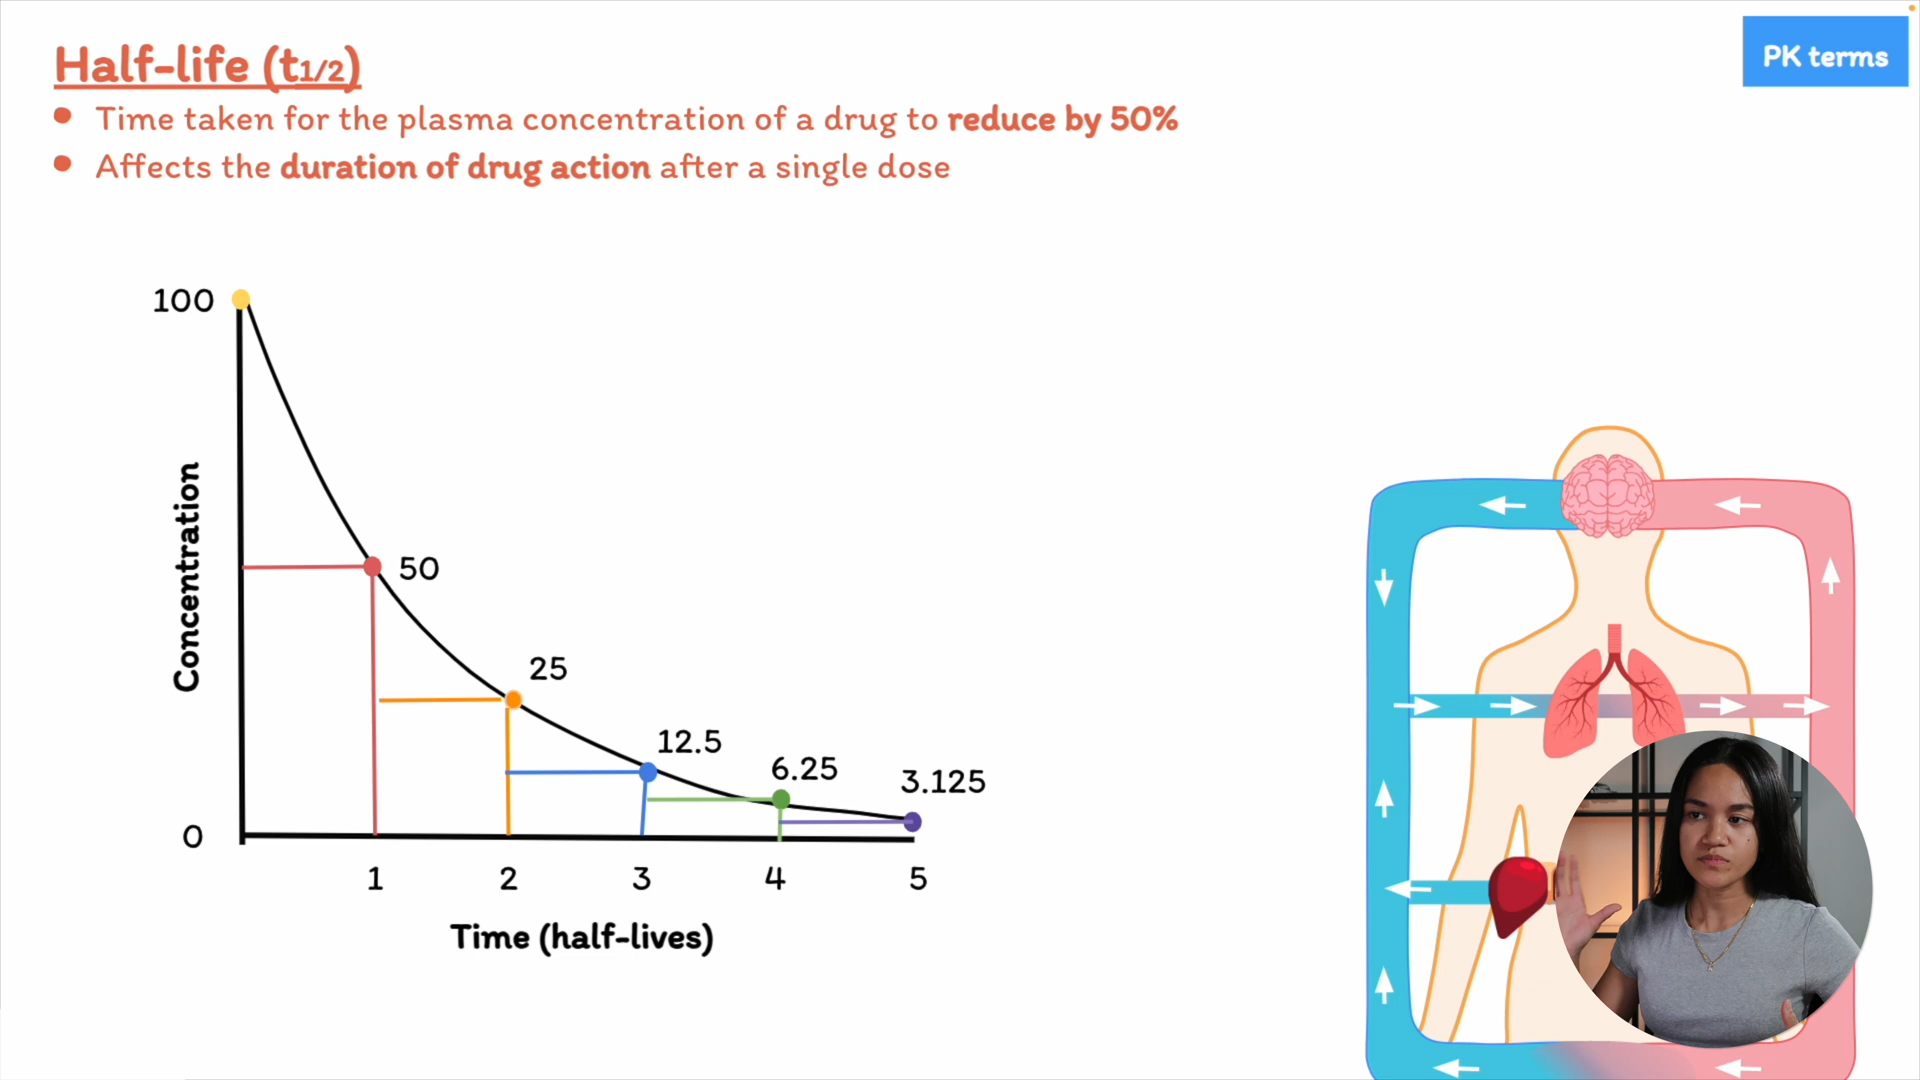 Half-life (t1/2)
PK terms
• Time taken for the plasma concentration of a drug to reduce by 50%
• Affects the duration of drug action after a single dose
100
50
25
12.5
6.25
3.125
0
Concentration
1 2 3 4 5
Time (half-lives)